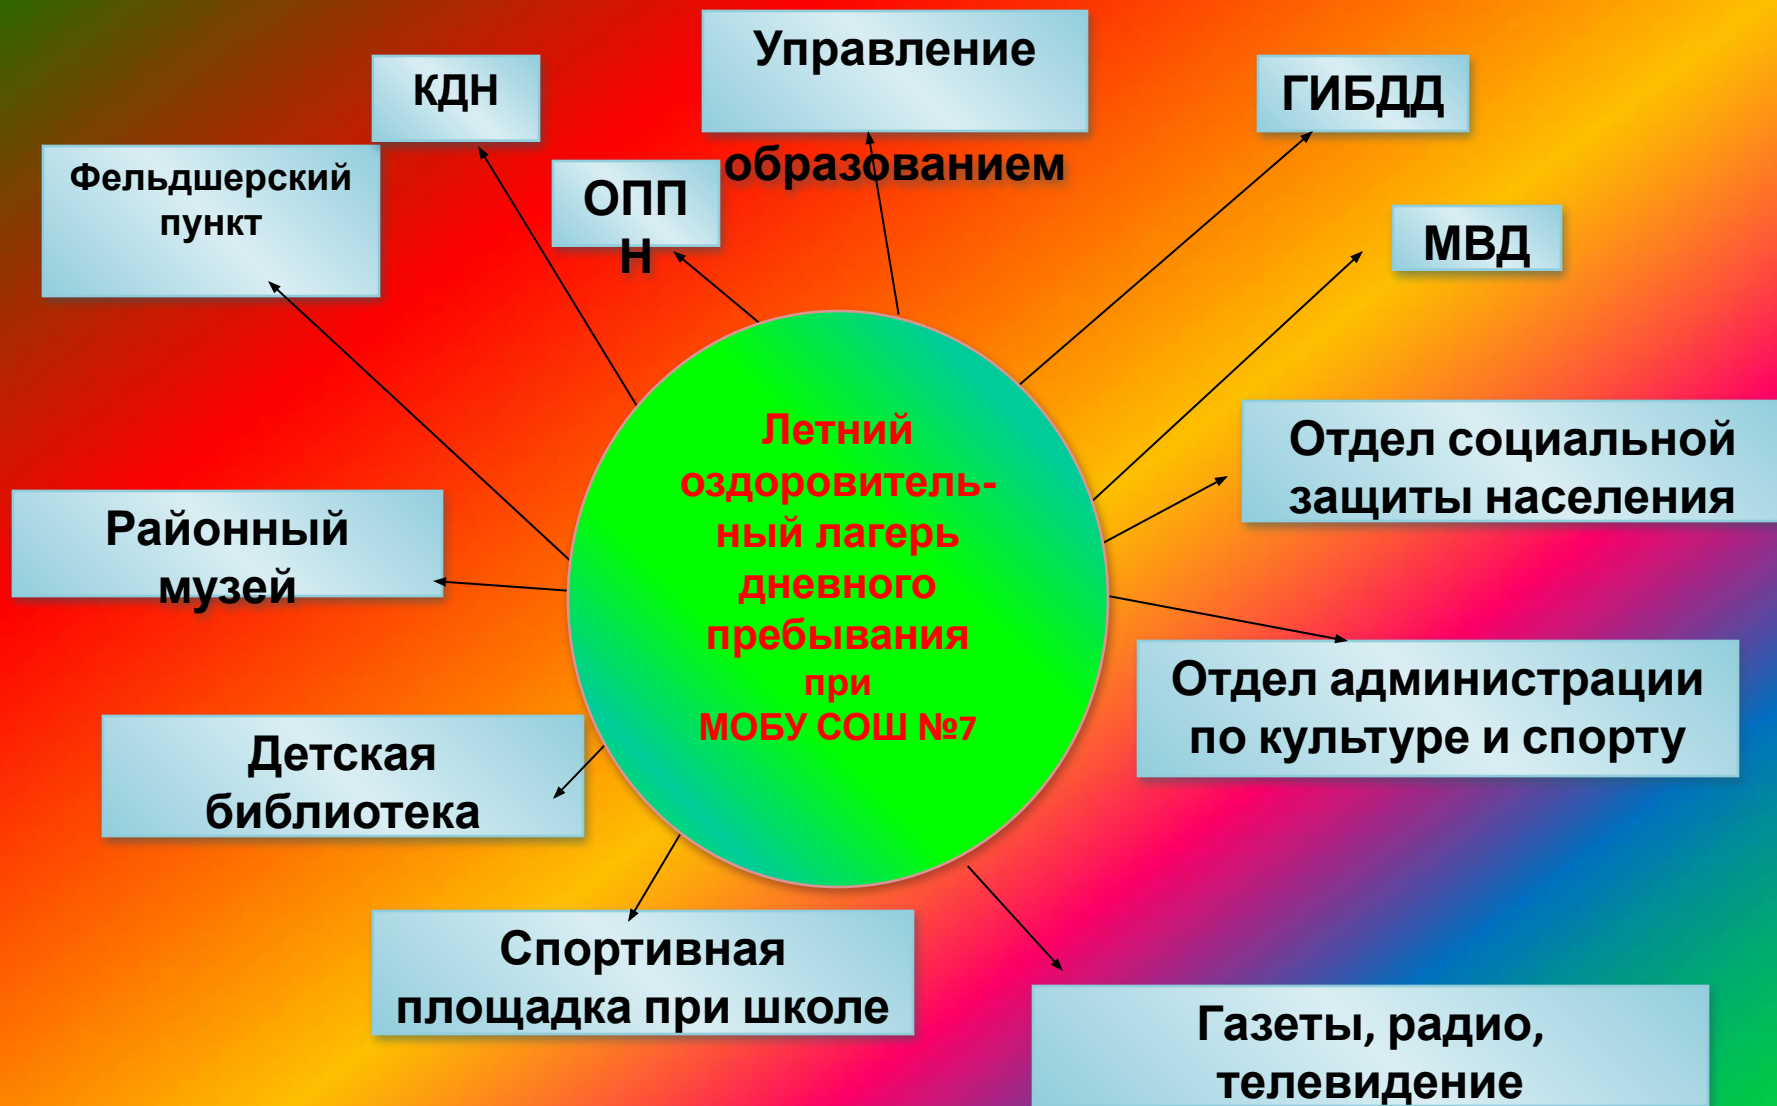 Управление
образованием
КДН
ГИБДД
Фельдшерский
пункт
ОПП
Н
МВД
Летний
оздоровитель-
ный лагерь
дневного
пребывания
при
МОБУ СОШ №7
Отдел социальной
защиты населения
Районный
музей
Отдел администрации
по культуре и спорту
Детская
библиотека
Спортивная
площадка при школе
Газеты, радио,
телевидение